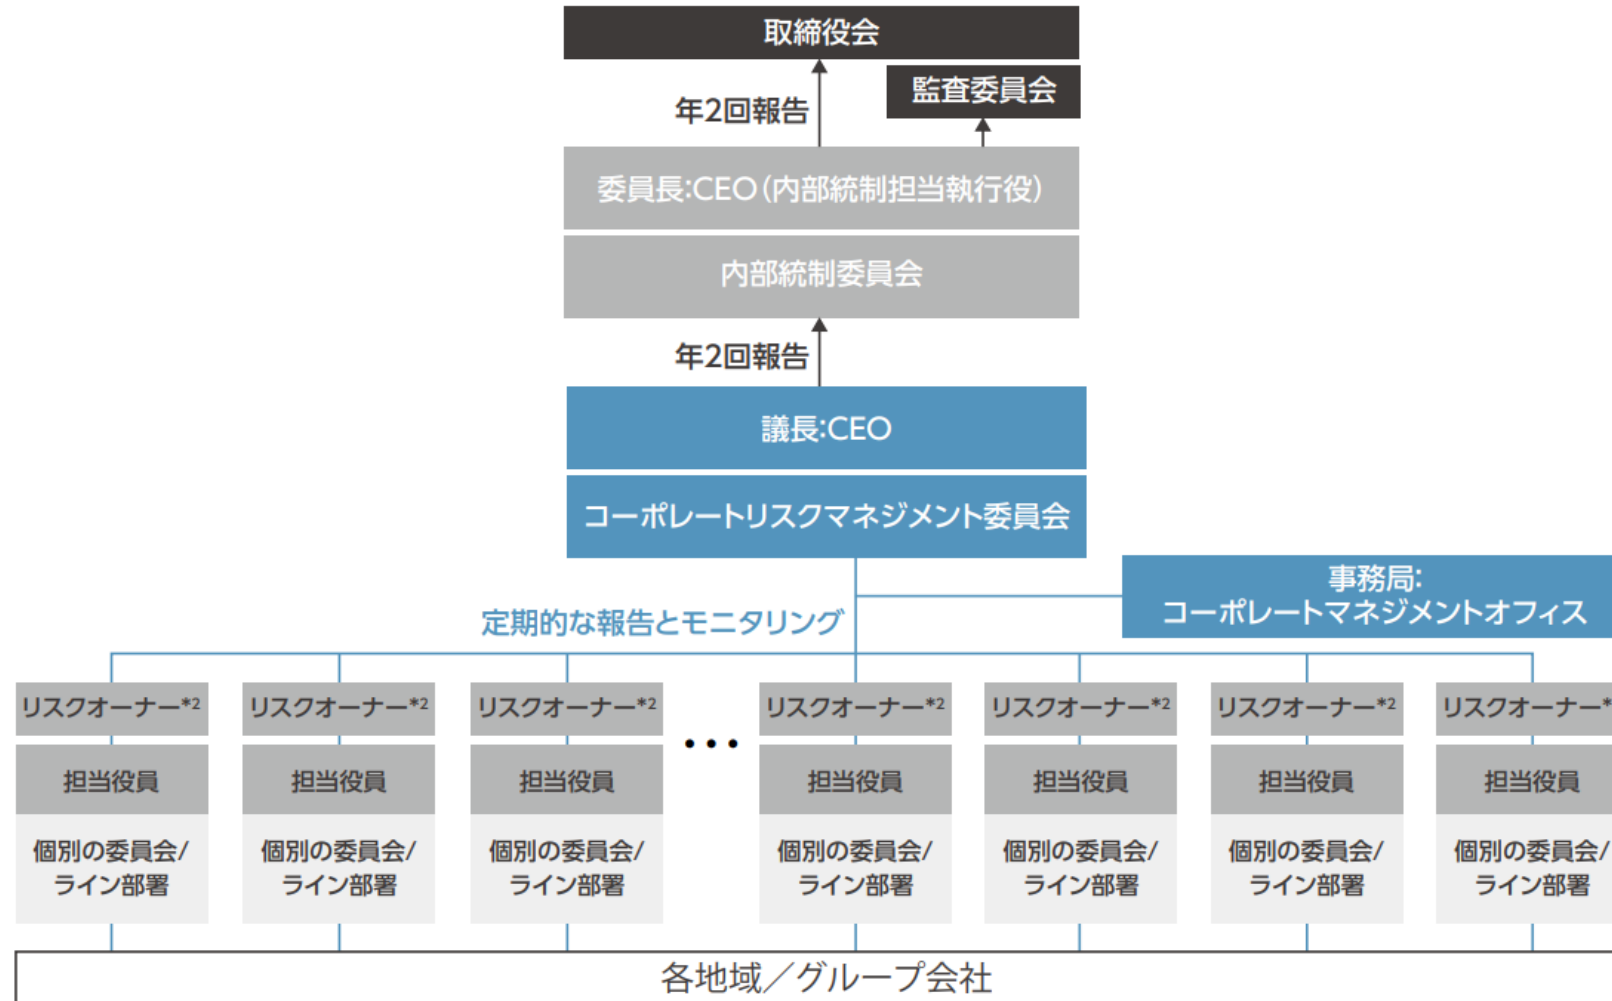 取締役会
監査委員会
年2回報告
委員長:CEO（内部統制担当執行役）
内部統制委員会
年2回報告
議長:CEO
コーポレートリスクマネジメント委員会
事務局:
コーポレートマネジメントオフィス
定期的な報告とモニタリング
リスクオーナー*2
担当役員
個別の委員会/
ライン部署
リスクオーナー*2
担当役員
個別の委員会/
ライン部署
リスクオーナー*2
担当役員
個別の委員会/
ライン部署
・・・
リスクオーナー*2
担当役員
個別の委員会/
ライン部署
リスクオーナー*2
担当役員
個別の委員会/
ライン部署
リスクオーナー*2
担当役員
個別の委員会/
ライン部署
リスクオーナー*
担当役員
個別の委員会/
ライン部署
各地域／グループ会社